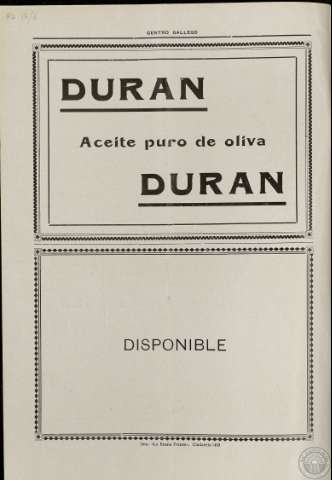 CENTRO GALLEGO
DURAN
Aceite puro de oliva
DURAN
DISPONIBLE